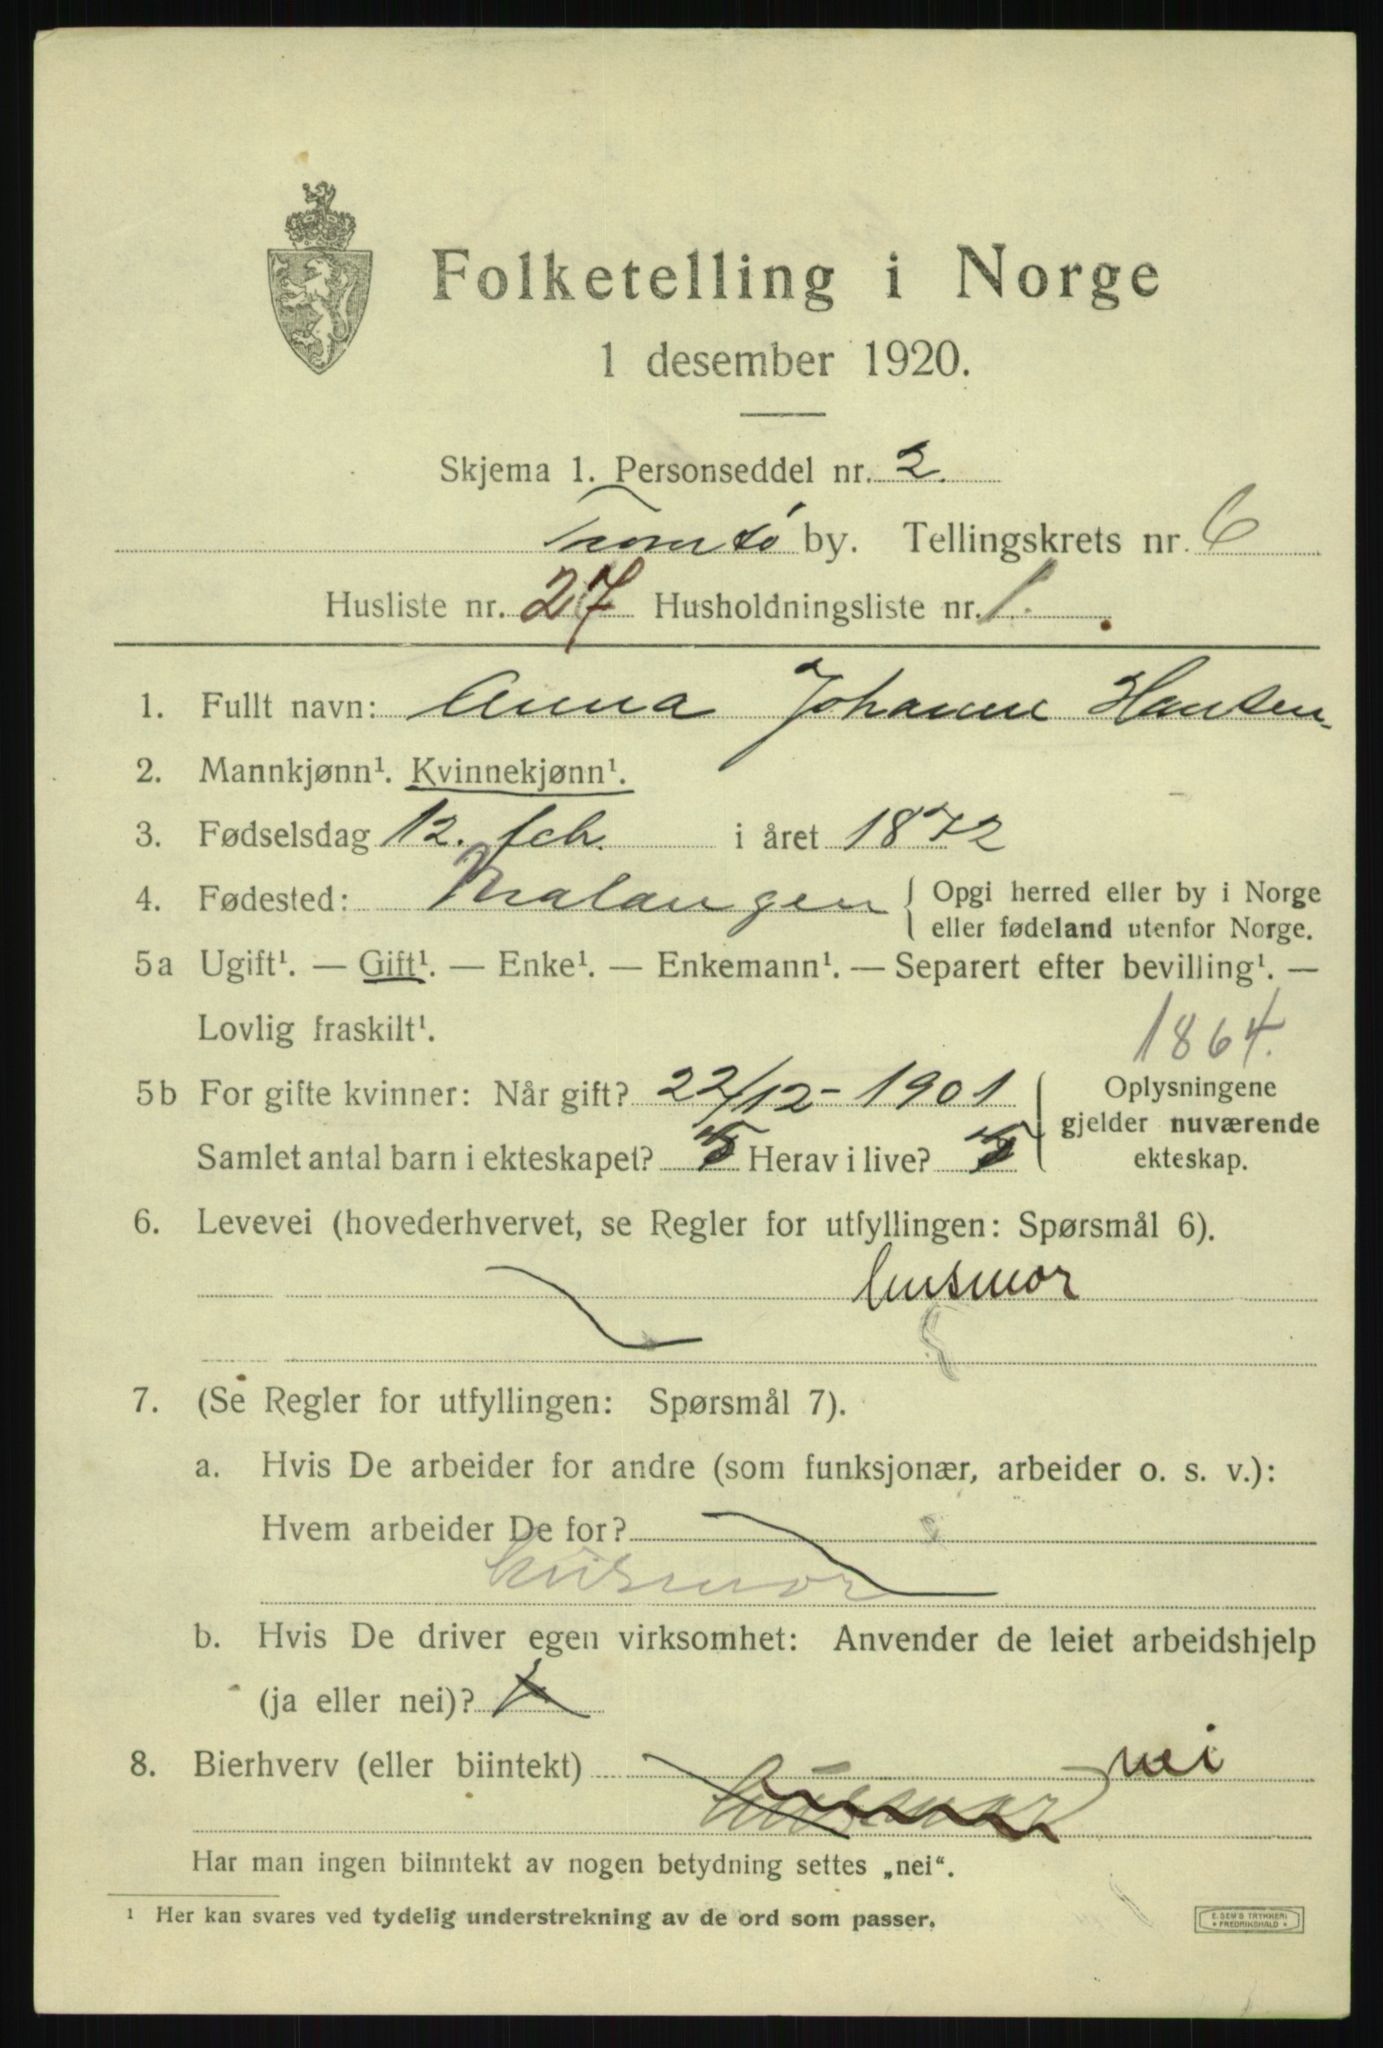 Folketelling i Norge
1 desember 1920.
Skjema 1. Personseddel nr. 2.
Tromsö by. Tellingskrets nr. 6
Husliste nr. 27 Husholdningsliste nr. 1.
1. Fullt navn: Anna Johanne Hansen
2. Mannkjønn¹. Kvinnekjønn¹.
3. Fødselsdag 12. feb. i året 1872
4. Fødested: Malangen { Opgi herred eller by i Norge
eller fødeland utenfor Norge.
5a Ugift¹. — Gift¹. — Enke¹. — Enkemann¹. — Separert efter bevilling¹. —
Lovlig fraskilt¹.
1864.
5b For gifte kvinner: Når gift? 22/12 - 1901
Samlet antal barn i ekteskapet? 5 Herav i live? 5
Oplysningene
gjelder nuværende
ekteskap.
6. Levevei (hovederhvervet, se Regler for utfyllingen: Spørsmål 6).
husmor
7. (Se Regler for utfyllingen: Spørsmål 7).
a. Hvis De arbeider for andre (som funksjonær, arbeider o. s. v.):
Hvem arbeider De for?
husmor
b. Hvis De driver egen virksomhet: Anvender de leiet arbeidshjelp
(ja eller nei)?
8. Bierhverv (eller biintekt) nei
husmor
Har man ingen biinntekt av nogen betydning settes „nei“.
¹ Her kan svares ved tydelig understrekning av de ord som passer.
E. SEM'S TRYKKERI
FREDRIKSHALD